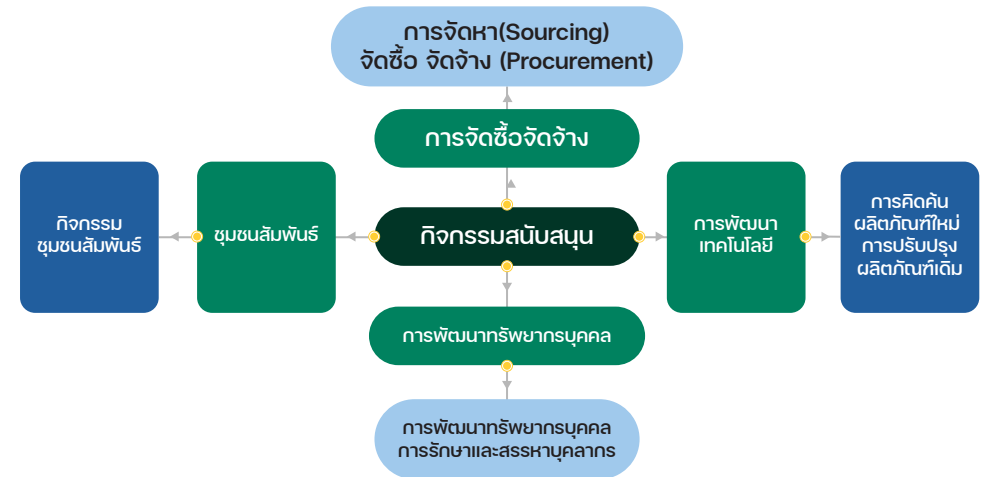 การจัดหา(Sourcing)
จัดซื้อ จัดจ้าง (Procurement)
การจัดซื้อจัดจ้าง
กิจกรรม
ชุมชนสัมพันธ์
ชุมชนสัมพันธ์
กิจกรรมสนับสนุน
การพัฒนา
เทคโนโลยี
การคิดค้น
ผลิตภัณฑ์ใหม่
การปรับปรุง
ผลิตภัณฑ์เดิม
การพัฒนาทรัพยากรบุคคล
การพัฒนาทรัพยากรบุคคล
การรักษาและสรรหาบุคลากร